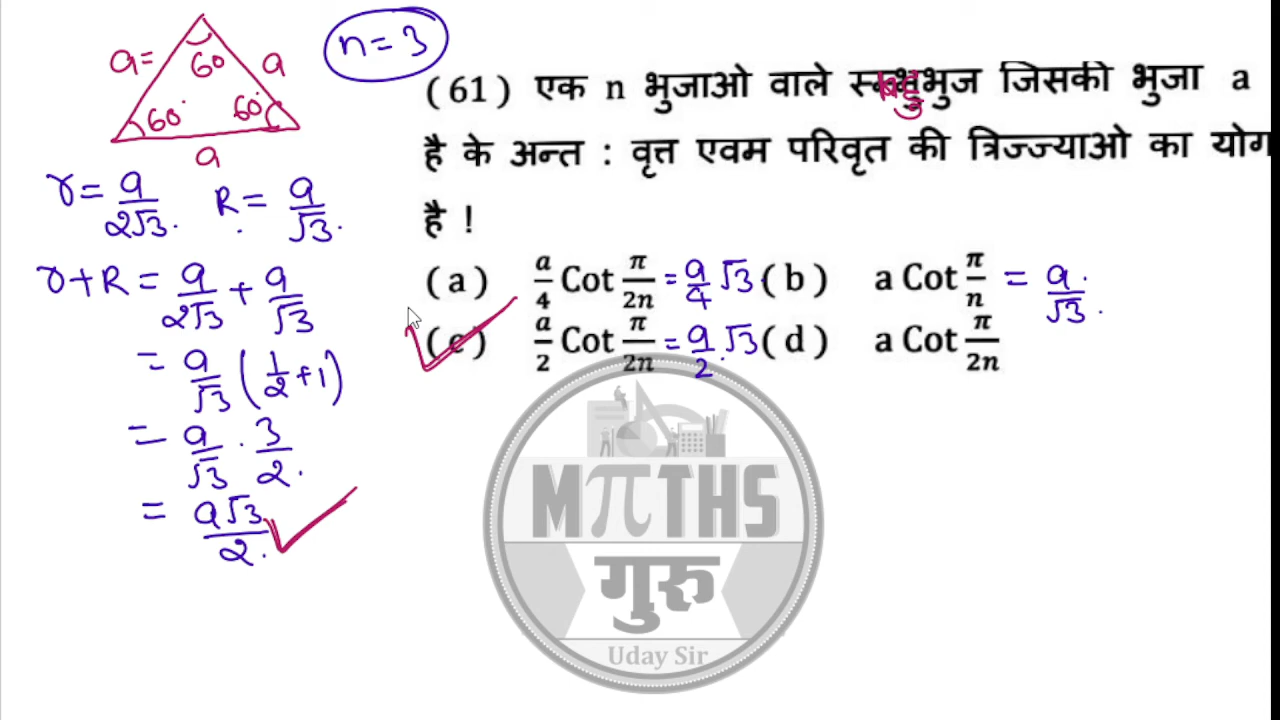 a= 60° a
60° 60°
a
n=3
(61) एक n भुजाओ वाले बहुभुज जिसकी भुजा a
है के अन्त : वृत्त एवम परिवृत की त्रिज्ज्याओ का योग
है !
(a) a/4 Cot π/2n = a/4 √3 (b) a Cot π/n = a/√3.
(c) a/2 Cot π/2n = a/2 . √3 (d) a Cot π/2n
r = a/2√3. R = a/√3.
r+R = a/2√3 + a/√3
= a/√3 (1/2 +1)
= a/√3 . 3/2.
= a√3/2.
MπTHS
गुरू
Uday Sir